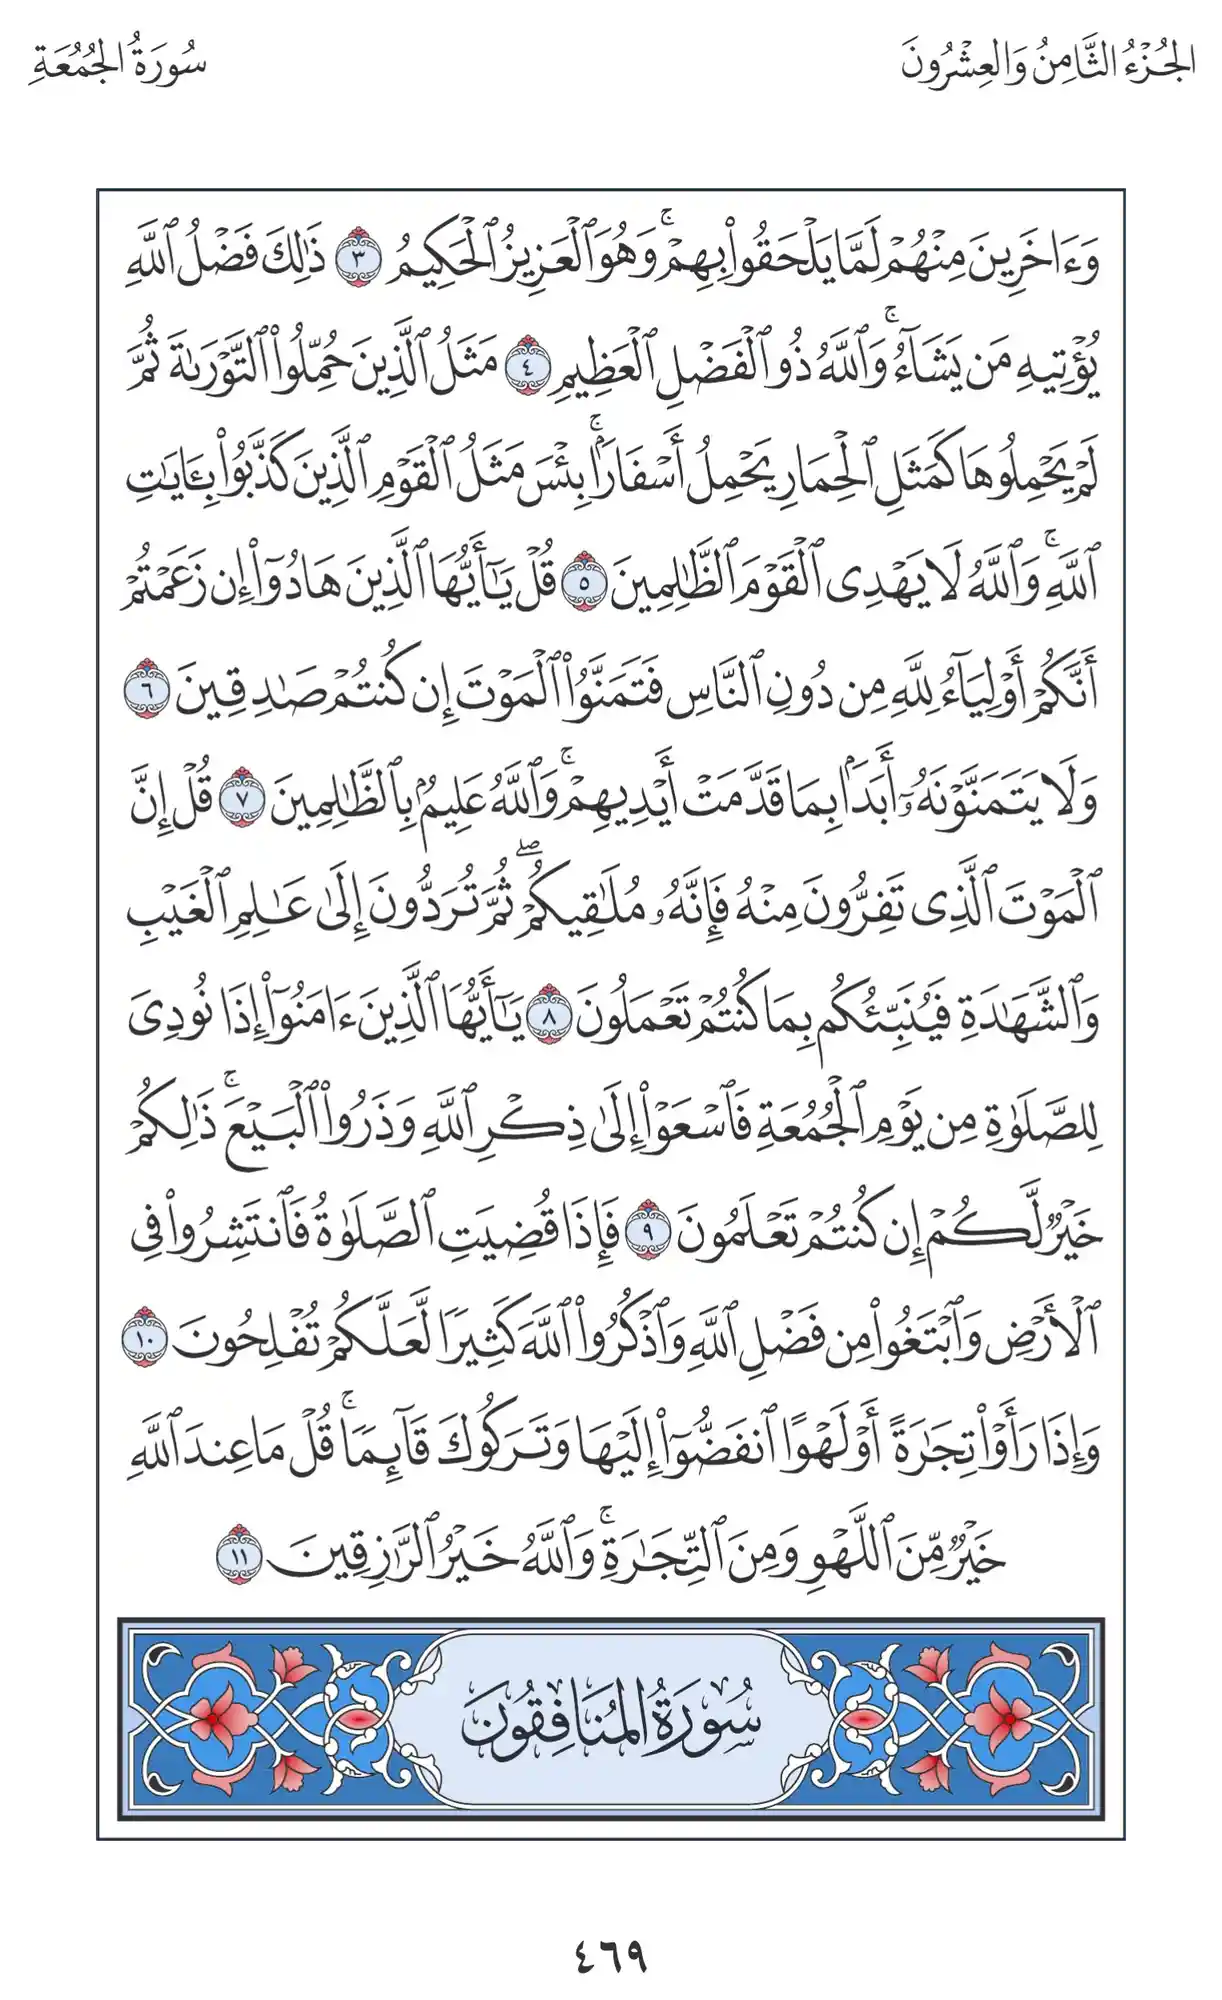 الجُزْءُ الثَّامِنُ وَالعِشْرُونَ
سُورَةُ الجُمُعَةِ
وَءَاخَرِينَ مِنْهُمْ لَمَّا يَلْحَقُوا۟ بِهِمْ ۚ وَهُوَ ٱلْعَزِيزُ ٱلْحَكِيمُ ٣ ذَٰلِكَ فَضْلُ ٱللَّهِ
يُؤْتِيهِ مَن يَشَآءُ ۚ وَٱللَّهُ ذُو ٱلْفَضْلِ ٱلْعَظِيمِ ٤ مَثَلُ ٱلَّذِينَ حُمِّلُوا۟ ٱلتَّوْرَىٰةَ ثُمَّ
لَمْ يَحْمِلُوهَا كَمَثَلِ ٱلْحِمَارِ يَحْمِلُ أَسْفَارًۢا ۚ بِئْسَ مَثَلُ ٱلْقَوْمِ ٱلَّذِينَ كَذَّبُوا۟ بِـَٔايَـٰتِ
ٱللَّهِ ۚ وَٱللَّهُ لَا يَهْدِى ٱلْقَوْمَ ٱلظَّـٰلِمِينَ ٥ قُلْ يَـٰٓأَيُّهَا ٱلَّذِينَ هَادُوٓا۟ إِن زَعَمْتُمْ
أَنَّكُمْ أَوْلِيَآءُ لِلَّهِ مِن دُونِ ٱلنَّاسِ فَتَمَنَّوُا۟ ٱلْمَوْتَ إِن كُنتُمْ صَـٰدِقِينَ ٦
وَلَا يَتَمَنَّوْنَهُۥٓ أَبَدًۢا بِمَا قَدَّمَتْ أَيْدِيهِمْ ۚ وَٱللَّهُ عَلِيمٌۢ بِٱلظَّـٰلِمِينَ ٧ قُلْ إِنَّ
ٱلْمَوْتَ ٱلَّذِى تَفِرُّونَ مِنْهُ فَإِنَّهُۥ مُلَـٰقِيكُمْ ۖ ثُمَّ تُرَدُّونَ إِلَىٰ عَـٰلِمِ ٱلْغَيْبِ
وَٱلشَّهَـٰدَةِ فَيُنَبِّئُكُم بِمَا كُنتُمْ تَعْمَلُونَ ٨ يَـٰٓأَيُّهَا ٱلَّذِينَ ءَامَنُوٓا۟ إِذَا نُودِىَ
لِلصَّلَوٰةِ مِن يَوْمِ ٱلْجُمُعَةِ فَٱسْعَوْا۟ إِلَىٰ ذِكْرِ ٱللَّهِ وَذَرُوا۟ ٱلْبَيْعَ ۚ ذَٰلِكُمْ
خَيْرٌ لَّكُمْ إِن كُنتُمْ تَعْلَمُونَ ٩ فَإِذَا قُضِيَتِ ٱلصَّلَوٰةُ فَٱنتَشِرُوا۟ فِى
ٱلْأَرْضِ وَٱبْتَغُوا۟ مِن فَضْلِ ٱللَّهِ وَٱذْكُرُوا۟ ٱللَّهَ كَثِيرًا لَّعَلَّكُمْ تُفْلِحُونَ ١٠
وَإِذَا رَأَوْا۟ تِجَـٰرَةً أَوْ لَهْوًا ٱنفَضُّوٓا۟ إِلَيْهَا وَتَرَكُوكَ قَآئِمًا ۚ قُلْ مَا عِندَ ٱللَّهِ
خَيْرٌ مِّنَ ٱللَّهْوِ وَمِنَ ٱلتِّجَـٰرَةِ ۚ وَٱللَّهُ خَيْرُ ٱلرَّٰزِقِينَ ١١
سُورَةُ المُنَافِقُونَ
٤٦٩